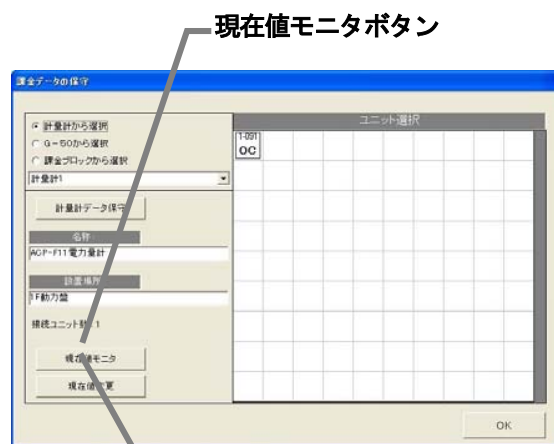 現在値モニタボタン
課金データの保守
計量計から選択
G-50から選択
課金ブロックから選択
計量計1
計量計データ保守
名称
ACP-F11電力量計
設置場所
1F動力盤
接続ユニット数:1
現在値モニタ
現在値変更
ユニット選択
1-091
OC
OK